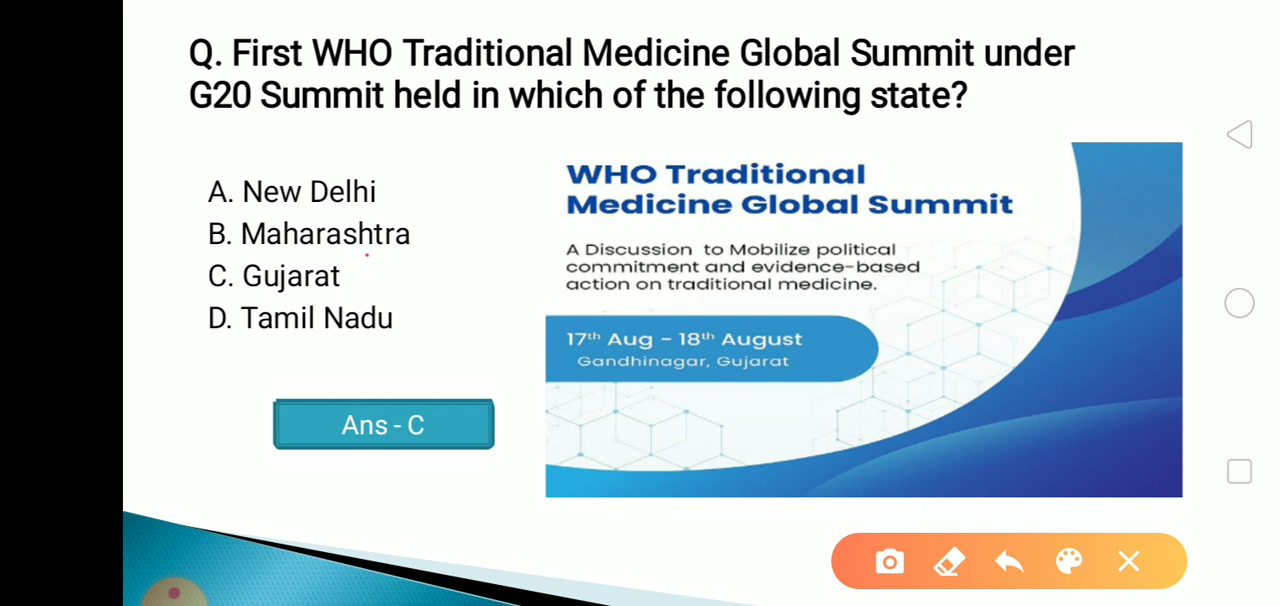 Q. First WHO Traditional Medicine Global Summit under
G20 Summit held in which of the following state?
A. New Delhi
B. Maharashtra
C. Gujarat
D. Tamil Nadu
Ans - C
WHO Traditional
Medicine Global Summit
A Discussion to Mobilize political
commitment and evidence-based
action on traditional medicine.
17th Aug - 18th August
Gandhinagar, Gujarat